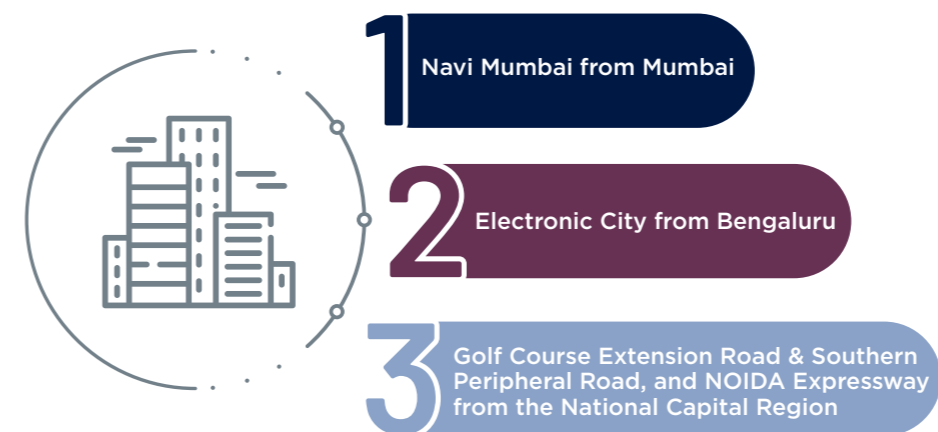 1
Navi Mumbai from Mumbai
2
Electronic City from Bengaluru
3
Golf Course Extension Road & Southern
Peripheral Road, and NOIDA Expressway
from the National Capital Region